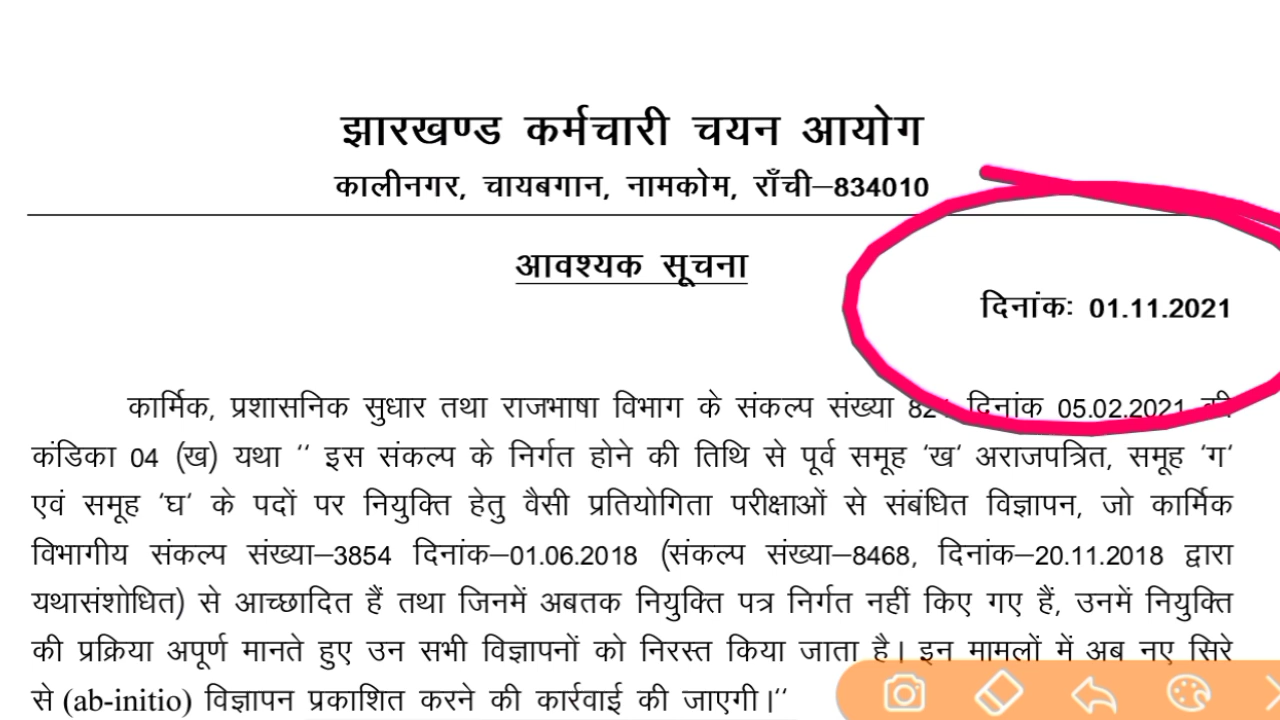 झारखण्ड कर्मचारी चयन आयोग
कालीनगर, चायबगान, नामकोम, राँची–834010
आवश्यक सूचना
दिनांकः 01.11.2021
कार्मिक, प्रशासनिक सुधार तथा राजभाषा विभाग के संकल्प संख्या दिनांक 05.02.2021 की
कंडिका 04 (ख) यथा ‘‘ इस संकल्प के निर्गत होने की तिथि से पूर्व समूह ‘ख‘ अराजपत्रित, समूह ‘ग‘
एवं समूह ‘घ‘ के पदों पर नियुक्ति हेतु वैसी प्रतियोगिता परीक्षाओं से संबंधित विज्ञापन, जो कार्मिक
विभागीय संकल्प संख्या–3854 दिनांक–01.06.2018 (संकल्प संख्या–8468, दिनांक–20.11.2018 द्वारा
यथासंशोधित) से आच्छादित हैं तथा जिनमें अबतक नियुक्ति पत्र निर्गत नहीं किए गए हैं, उनमें नियुक्ति
की प्रक्रिया अपूर्ण मानते हुए उन सभी विज्ञापनों को निरस्त किया जाता है। इन मामलों में अब नए सिरे
से (ab-initio) विज्ञापन प्रकाशित करने की कार्रवाई की जाएगी।‘‘